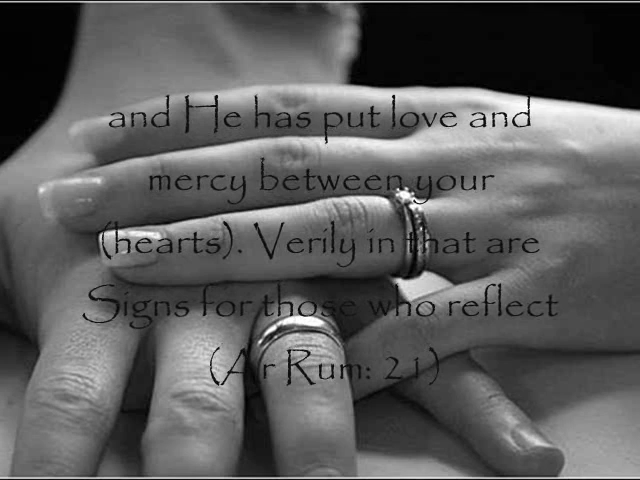 and He has put love and
mercy between your
(hearts). Verily in that are
Signs for those who reflect
(Ar Rum: 21)